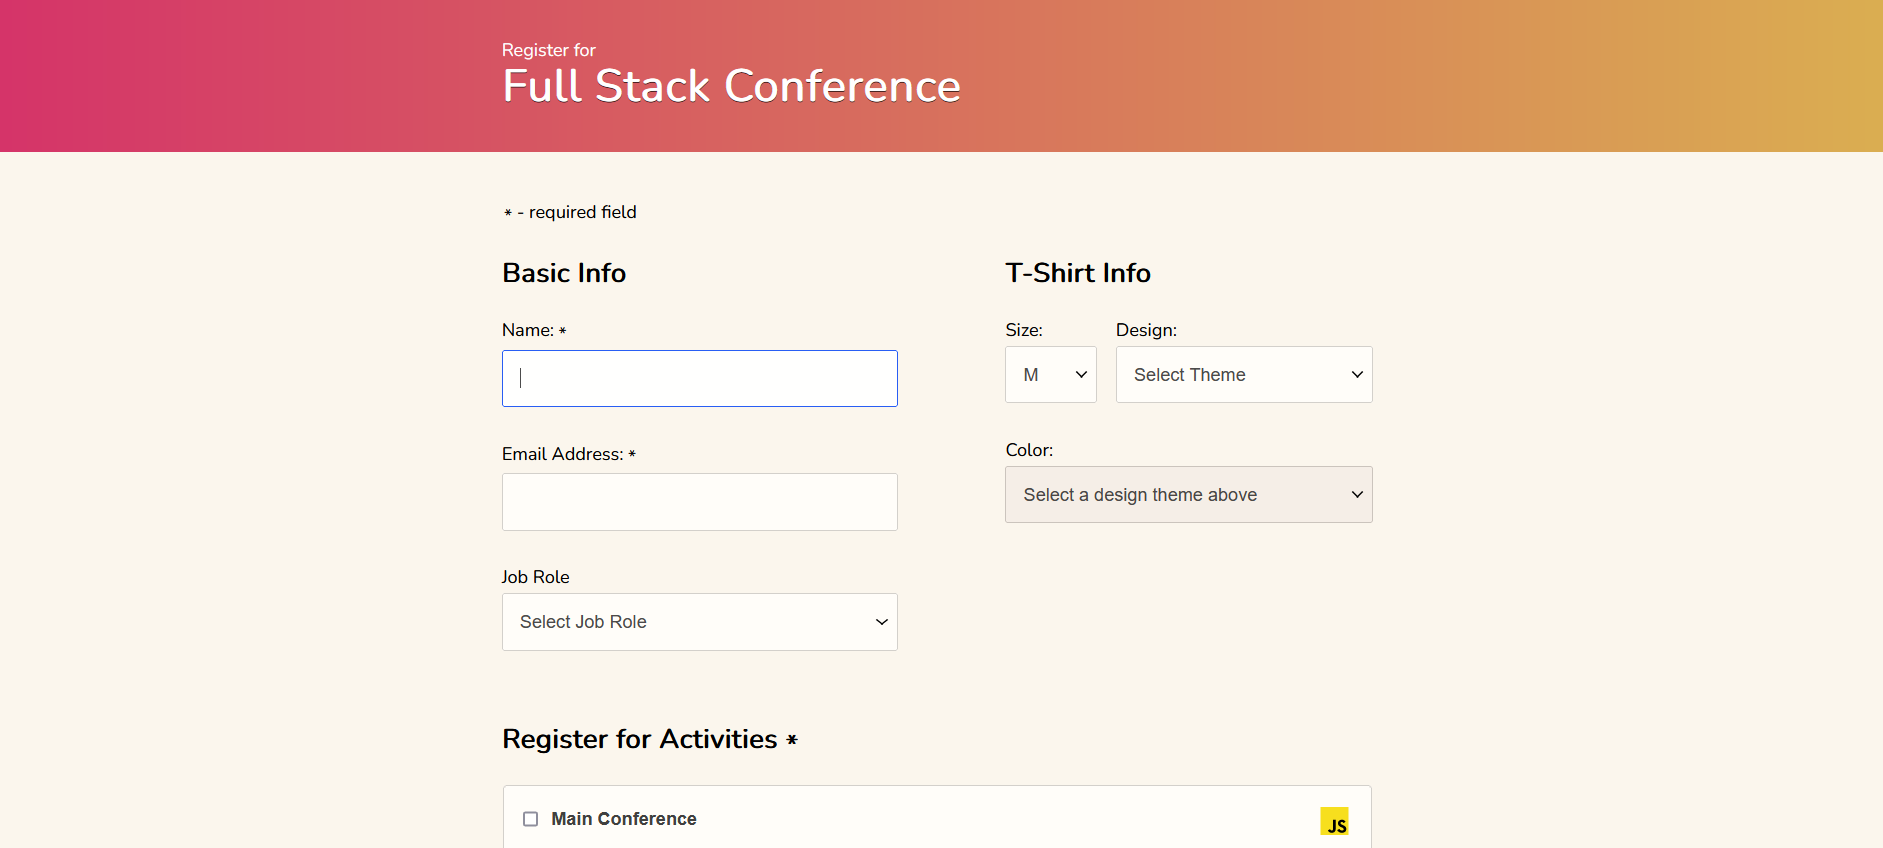 Register for
Full Stack Conference
* - required field
Basic Info
Name: *
Email Address: *
Job Role
Select Job Role
T-Shirt Info
Size:
M
Design:
Select Theme
Color:
Select a design theme above
Register for Activities *
Main Conference
JS